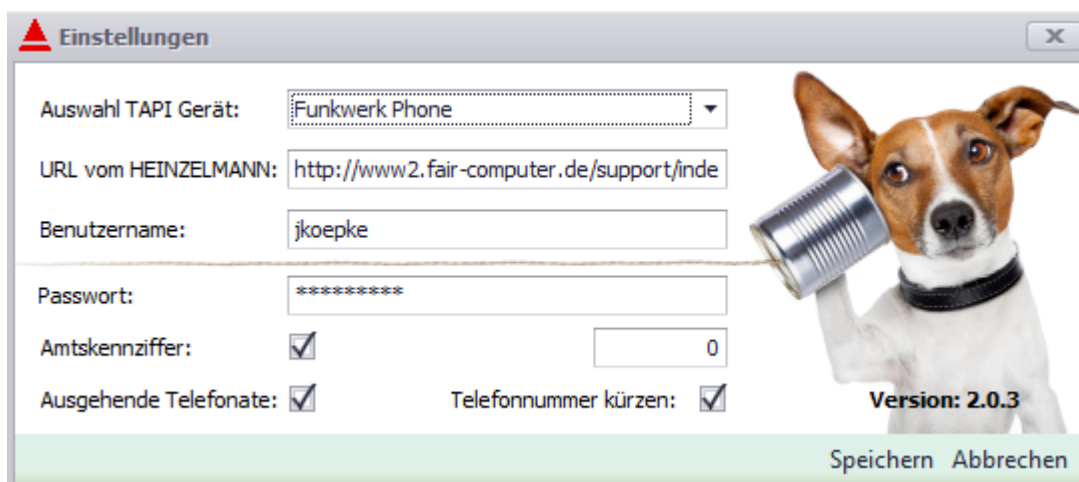 Einstellungen
Auswahl TAPI Gerät: Funkwerk Phone
URL vom HEINZELMANN: http://www2.fair-computer.de/support/inde
Benutzername: jkoepke
Passwort: *********
Amtskennziffer: 0
Ausgehende Telefonate: Telefonnummer kürzen:
Version: 2.0.3
Speichern Abbrechen